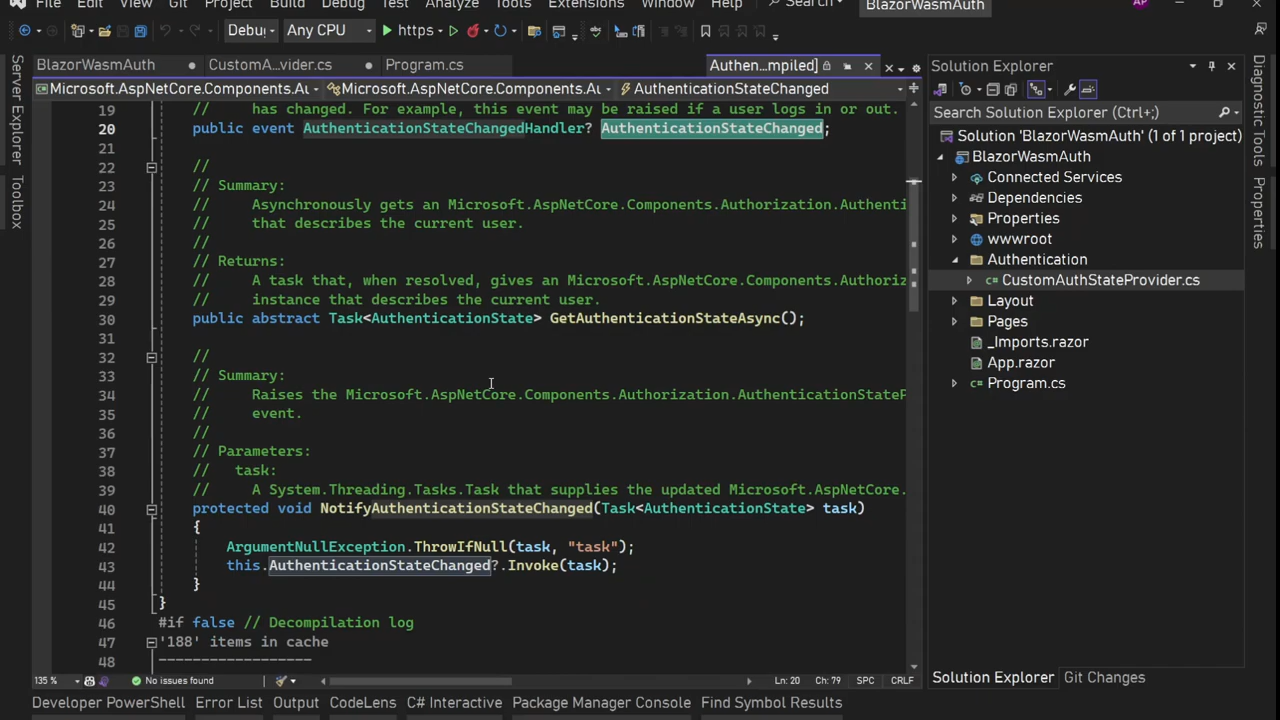 File Edit View Git Project Build Debug Test Analyze Tools Extensions Window Help Search BlazorWasmAuth AP
Debug Any CPU https
BlazorWasmAuth CustomA...vider.cs Program.cs Authen...mpiled]
Microsoft.AspNetCore.Components.Au Microsoft.AspNetCore.Components.Au AuthenticationStateChanged
19 // has changed. For example, this event may be raised if a user logs in or out.
20 public event AuthenticationStateChangedHandler? AuthenticationStateChanged;
21
22 //
23 // Summary:
24 // Asynchronously gets an Microsoft.AspNetCore.Components.Authorization.Authenti
25 // that describes the current user.
26 //
27 // Returns:
28 // A task that, when resolved, gives an Microsoft.AspNetCore.Components.Authoriz
29 // instance that describes the current user.
30 public abstract Task<AuthenticationState> GetAuthenticationStateAsync();
31
32 //
33 // Summary:
34 // Raises the Microsoft.AspNetCore.Components.Authorization.AuthenticationStateP
35 // event.
36 //
37 // Parameters:
38 // task:
39 // A System.Threading.Tasks.Task that supplies the updated Microsoft.AspNetCore.
40 protected void NotifyAuthenticationStateChanged(Task<AuthenticationState> task)
41 {
42 ArgumentNullException.ThrowIfNull(task, "task");
43 this.AuthenticationStateChanged?.Invoke(task);
44 }
45 }
46 #if false // Decompilation log
47 '188' items in cache
48 ------------------
135 % No issues found Ln: 20 Ch: 79 SPC CRLF
Server Explorer
Toolbox
Solution Explorer
Search Solution Explorer (Ctrl+;)
Solution 'BlazorWasmAuth' (1 of 1 project)
BlazorWasmAuth
Connected Services
Dependencies
Properties
wwwroot
Authentication
CustomAuthStateProvider.cs
Layout
Pages
_Imports.razor
App.razor
Program.cs
Solution Explorer Git Changes
Diagnostic Tools
Properties
Developer PowerShell Error List Output CodeLens C# Interactive Package Manager Console Find Symbol Results